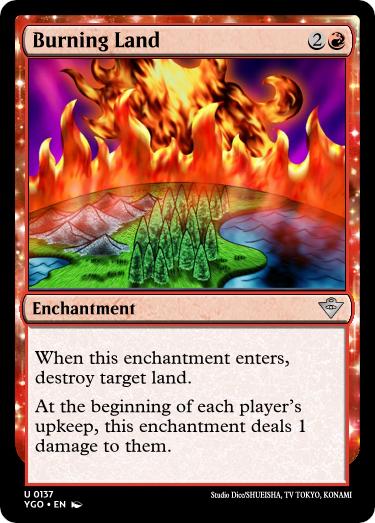 Burning Land 2
Enchantment
When this enchantment enters,
destroy target land.
At the beginning of each player's
upkeep, this enchantment deals 1
damage to them.
U 0137
YGO • EN
Studio Dice/SHUEISHA, TV TOKYO, KONAMI